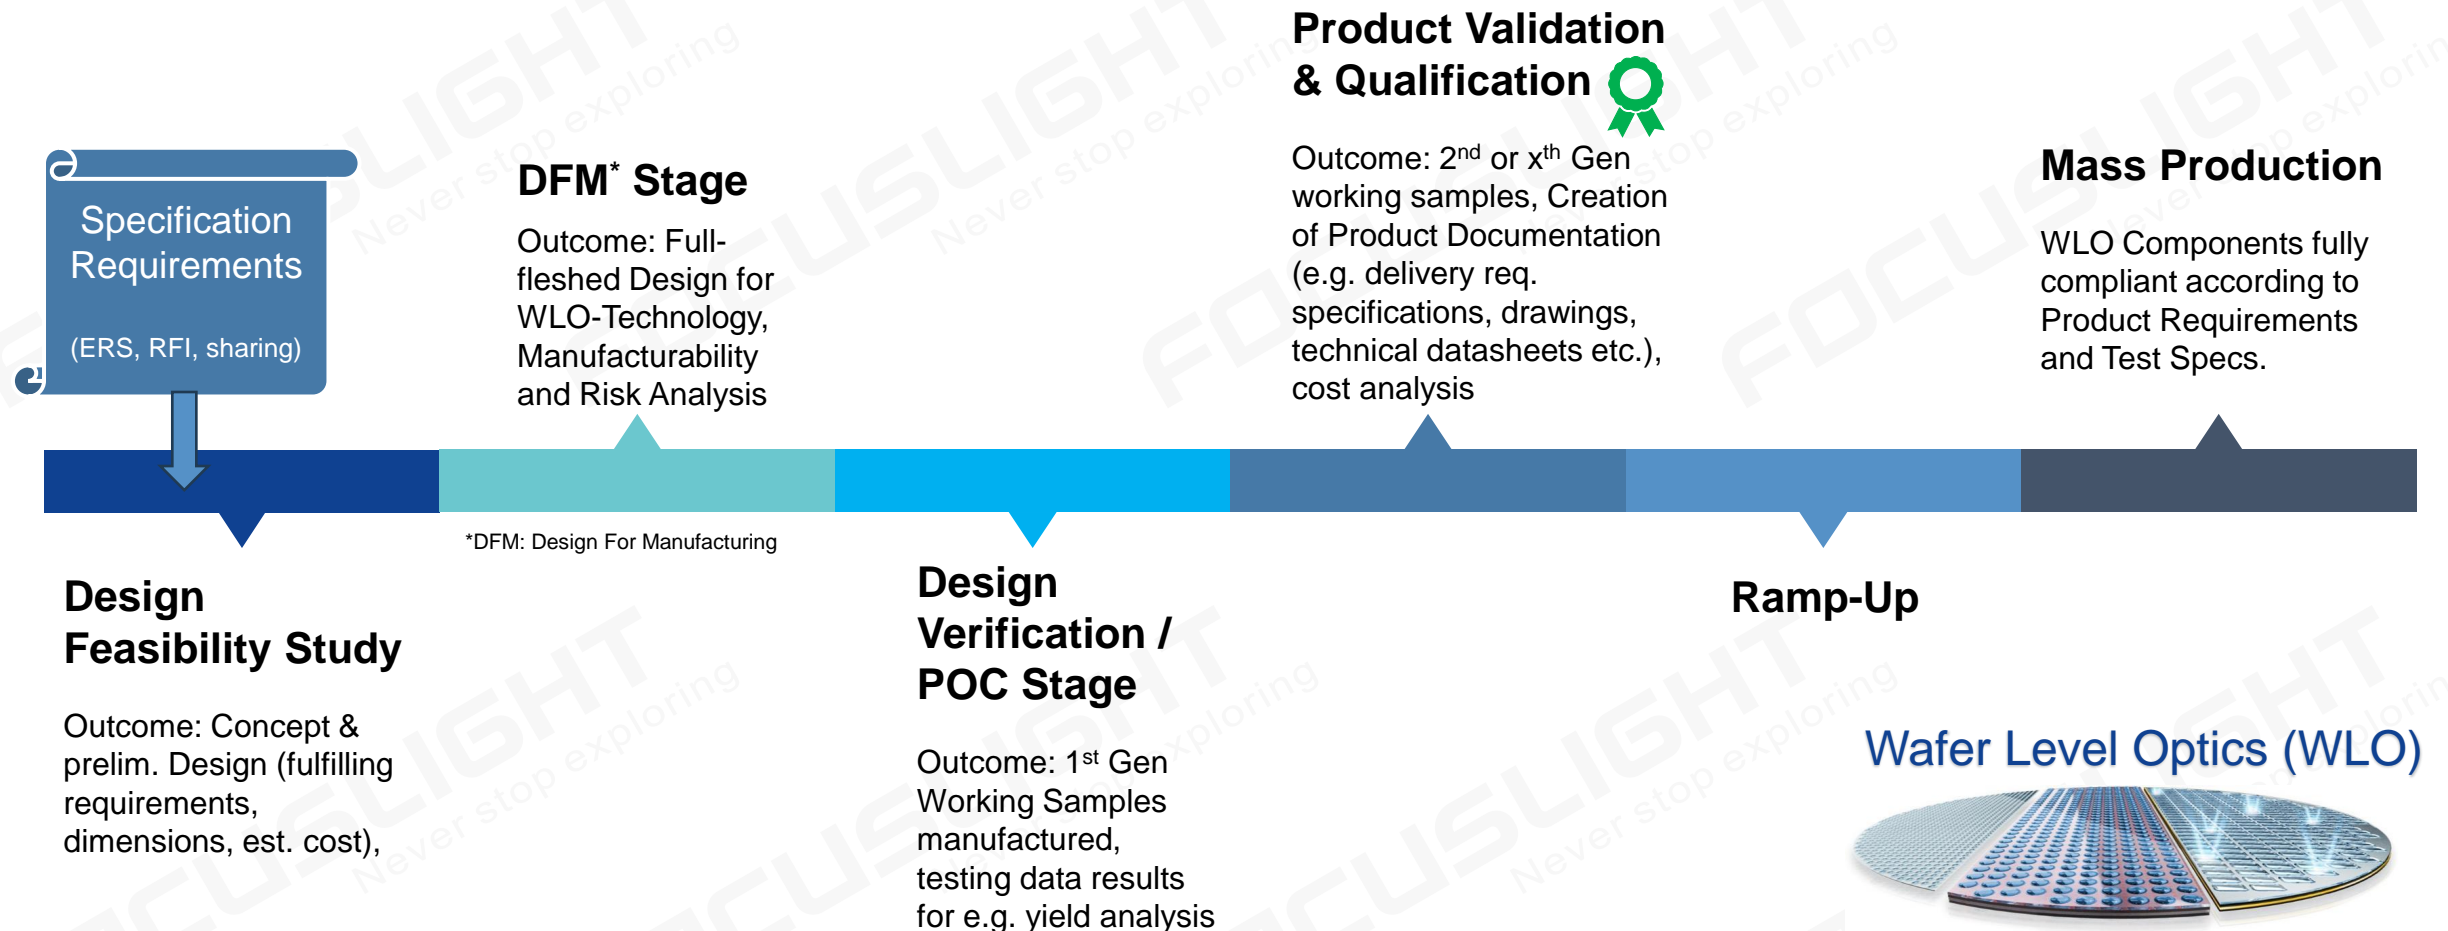 Specification
Requirements
(ERS, RFI, sharing)
Design
Feasibility Study
Outcome: Concept &
prelim. Design (fulfilling
requirements,
dimensions, est. cost),
DFM* Stage
Outcome: Full-
fleshed Design for
WLO-Technology,
Manufacturability
and Risk Analysis
*DFM: Design For Manufacturing
Design
Verification /
POC Stage
Outcome: 1st Gen
Working Samples
manufactured,
testing data results
for e.g. yield analysis
Product Validation
& Qualification
Outcome: 2nd or xth Gen
working samples, Creation
of Product Documentation
(e.g. delivery req.
specifications, drawings,
technical datasheets etc.),
cost analysis
Ramp-Up
Mass Production
WLO Components fully
compliant according to
Product Requirements
and Test Specs.
Wafer Level Optics (WLO)
FOCUSLIGHT
Never stop exploring